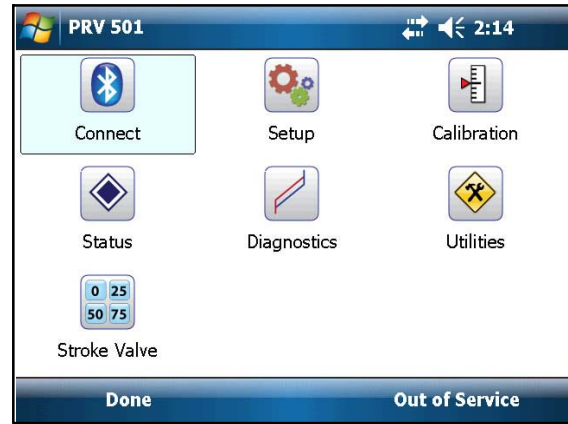 PRV 501 2:14
Connect Setup Calibration
Status Diagnostics Utilities
0 25
50 75
Stroke Valve
Done Out of Service